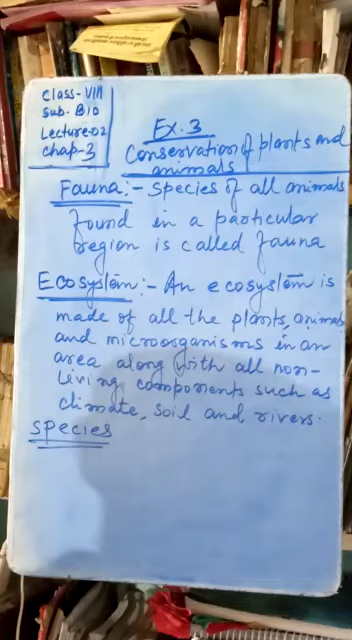 Class-VIII
Sub. BIO
Lecture-02
Chap-3
Ex.3
Conservation of plants and
animals
Fauna:- Species of all animals
found in a particular
region is called fauna
Ecosystem:- An ecosystem is
made of all the plants, animals
and microorganisms in an
area along with all non-
living components such as
climate, soil and rivers.
Species